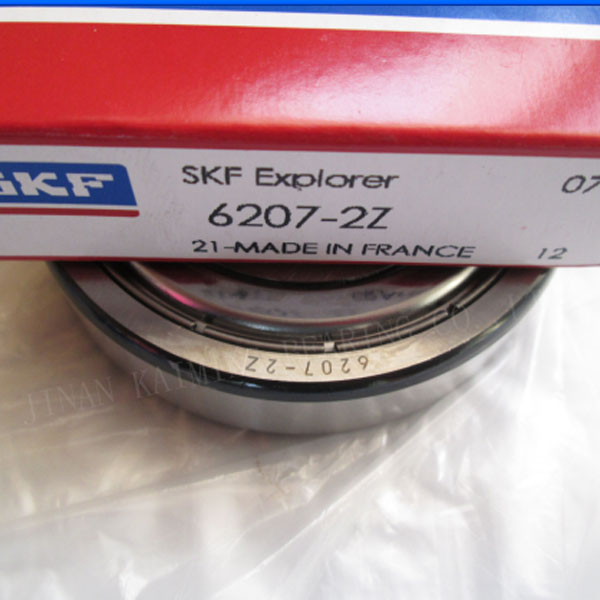 SKF
SKF Explorer
07
6207-2Z
21-MADE IN FRANCE
12
6207-2Z
JINAN KAIMING BEARING CO.